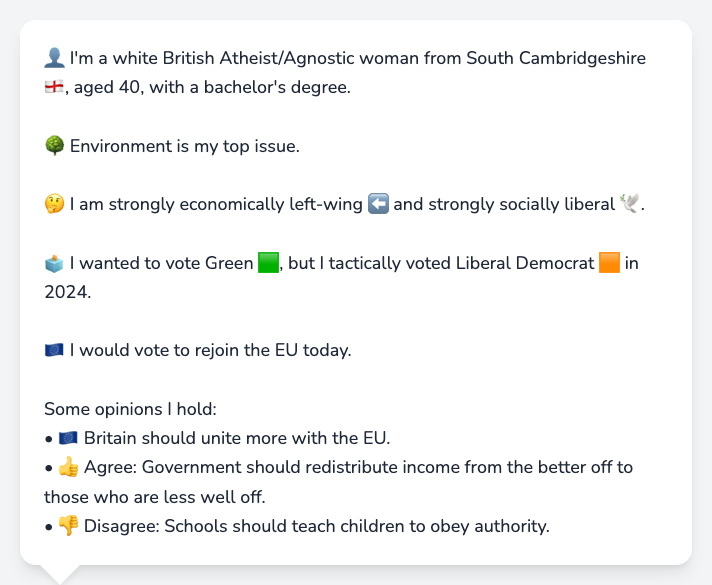 👤 I'm a white British Atheist/Agnostic woman from South Cambridgeshire
🏴󠁧󠁢󠁥󠁮󠁧󠁿, aged 40, with a bachelor's degree.
🌳 Environment is my top issue.
🤔 I am strongly economically left-wing ⬅️ and strongly socially liberal 🕊️.
🗳️ I wanted to vote Green 🟩, but I tactically voted Liberal Democrat 🟧 in
2024.
🇪🇺 I would vote to rejoin the EU today.
Some opinions I hold:
• 🇪🇺 Britain should unite more with the EU.
• 👍 Agree: Government should redistribute income from the better off to
those who are less well off.
• 👎 Disagree: Schools should teach children to obey authority.